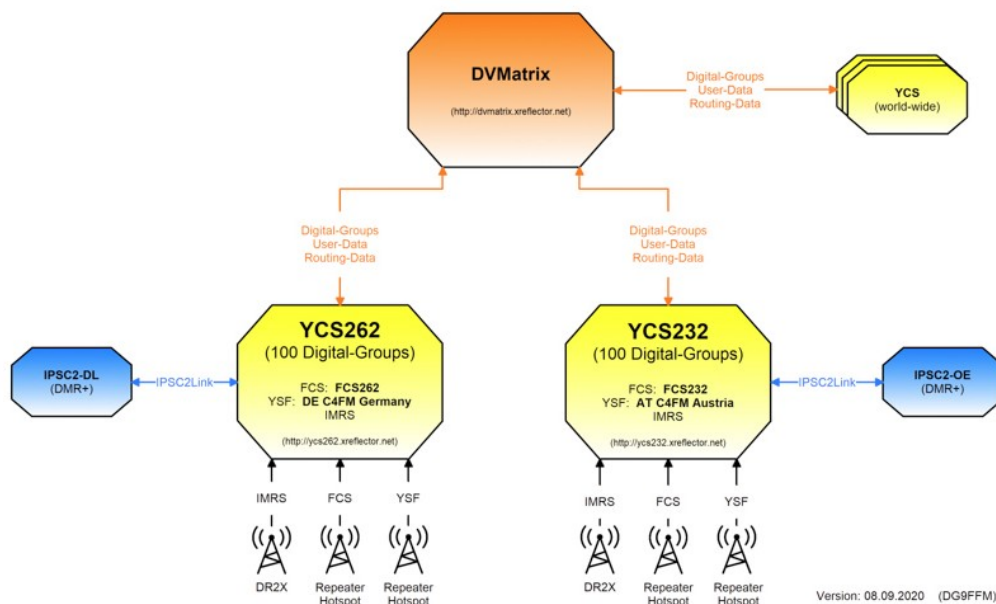 DVMatrix
(http://dvmatrix.xreflector.net)
Digital-Groups
User-Data
Routing-Data
YCS
(world-wide)
Digital-Groups
User-Data
Routing-Data
Digital-Groups
User-Data
Routing-Data
IPSC2-DL
(DMR+)
IPSC2Link
YCS262
(100 Digital-Groups)
FCS: FCS262
YSF: DE C4FM Germany
IMRS
(http://ycs262.xreflector.net)
YCS232
(100 Digital-Groups)
FCS: FCS232
YSF: AT C4FM Austria
IMRS
(http://ycs232.xreflector.net)
IPSC2Link
IPSC2-OE
(DMR+)
IMRS
FCS
YSF
DR2X
Repeater
Hotspot
Repeater
Hotspot
IMRS
FCS
YSF
DR2X
Repeater
Hotspot
Repeater
Hotspot
Version: 08.09.2020 (DG9FFM)